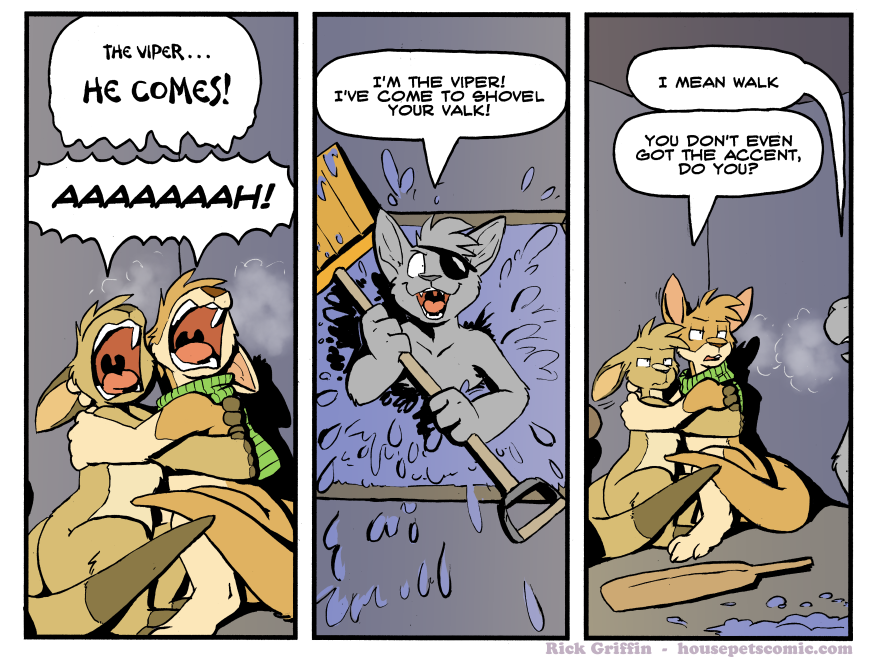 THE VIPER...
HE COMES!
AAAAAAAH!
I'M THE VIPER!
I'VE COME TO SHOVEL
YOUR VALK!
I MEAN WALK
YOU DON'T EVEN
GOT THE ACCENT,
DO YOU?
Rick Griffin - housepetscomic.com